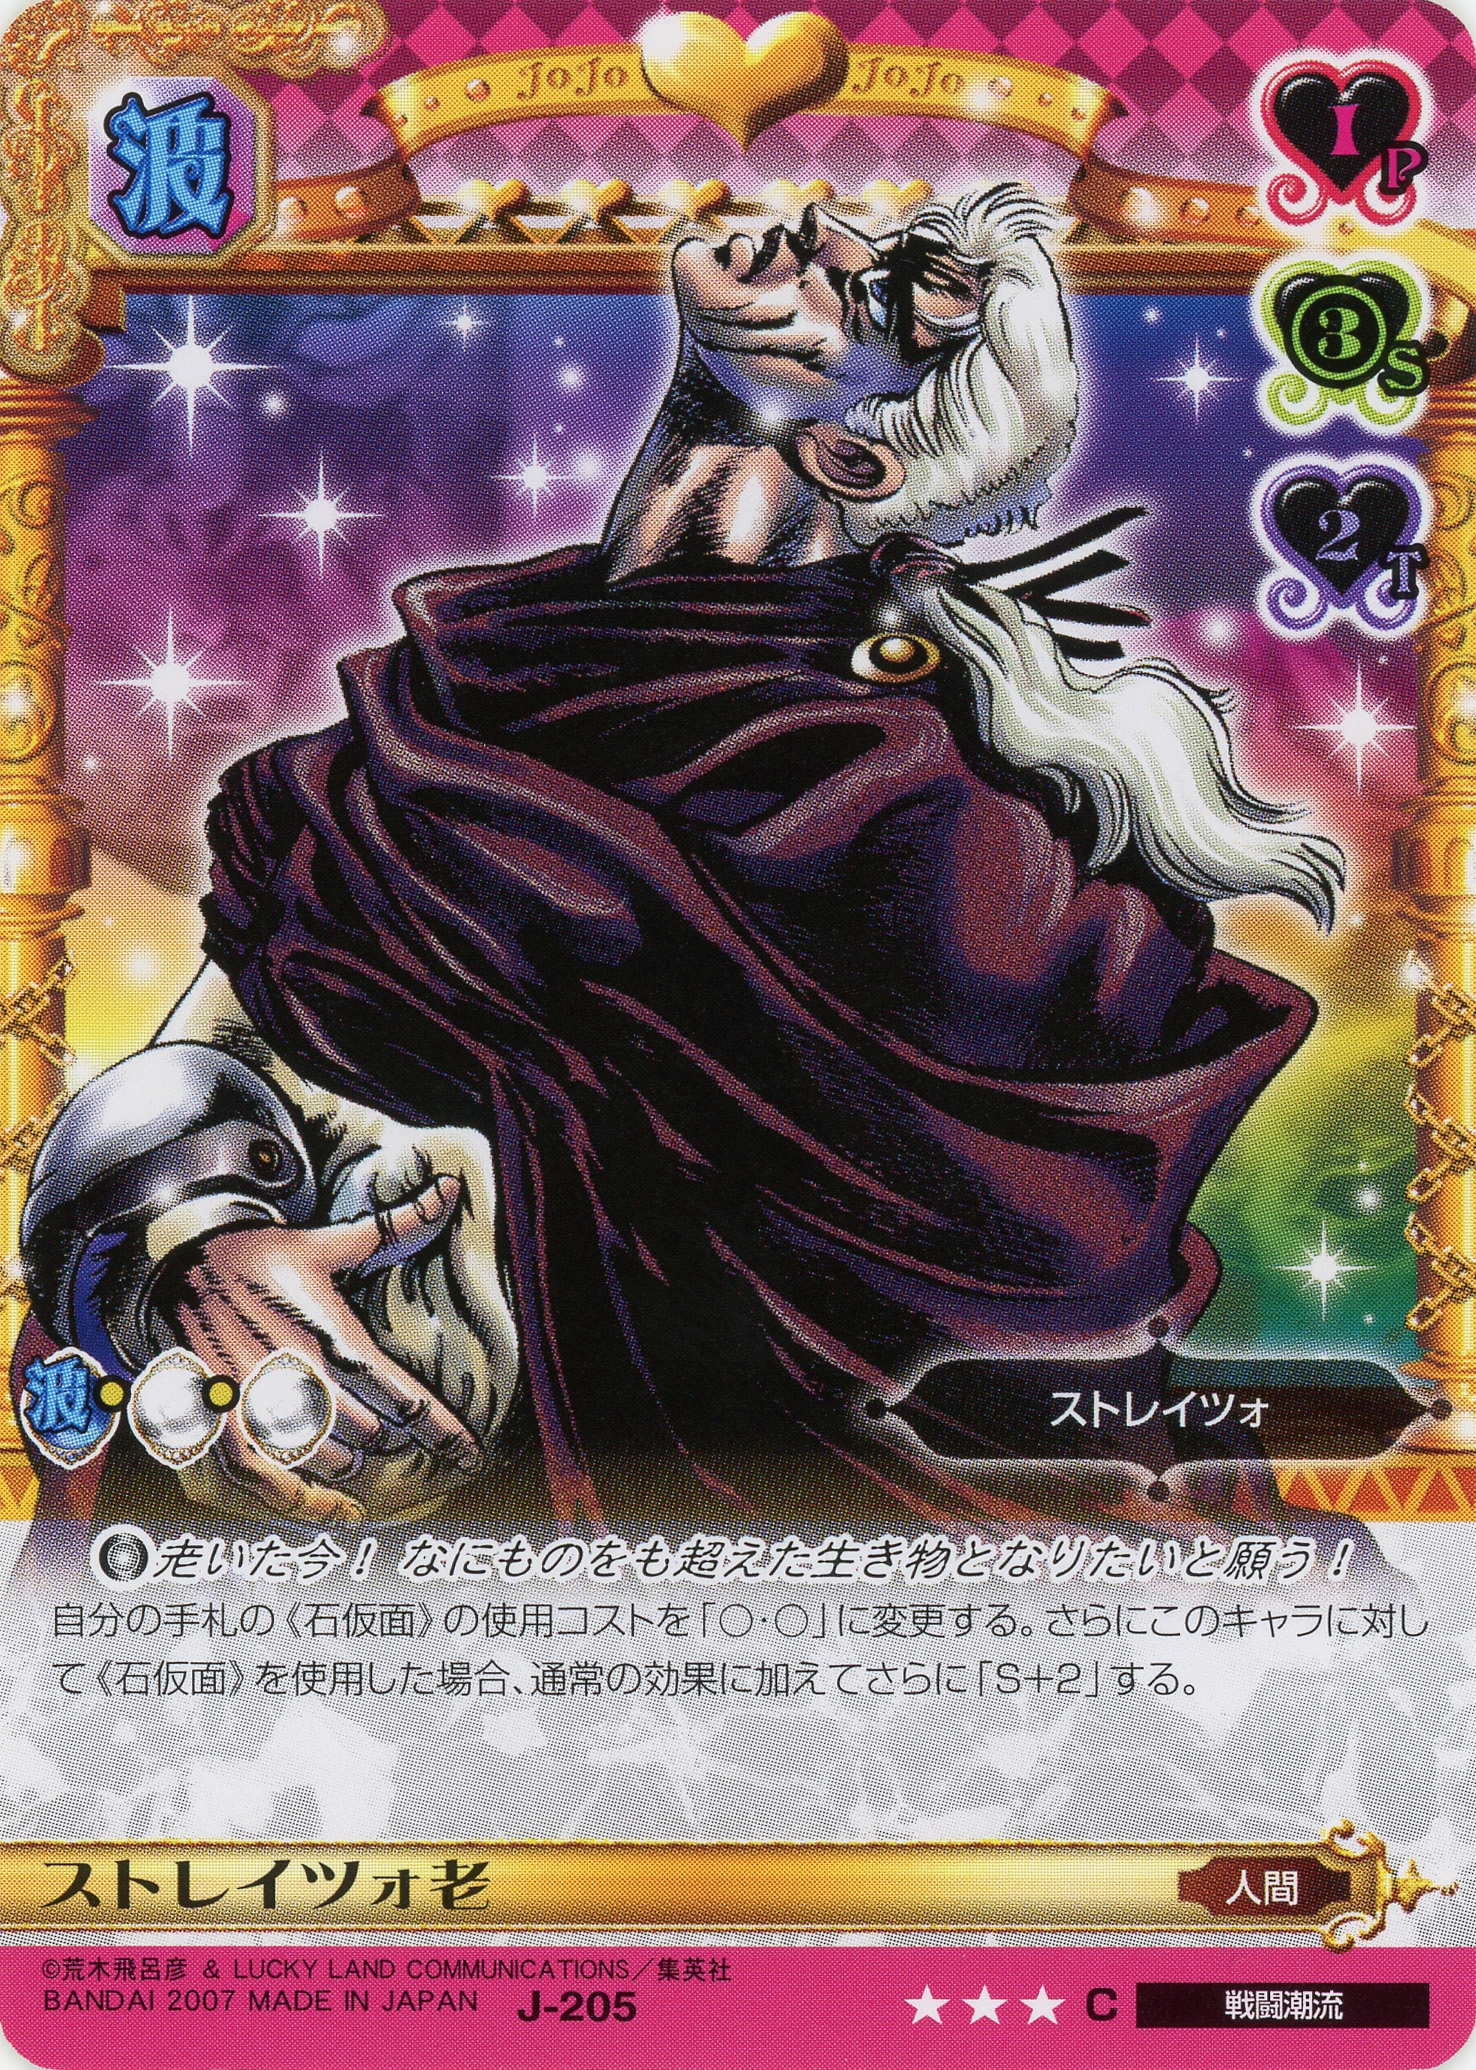 JoJo JoJo
波
1 P
3 S
2 T
波
ストレイツォ
老いた今！ なにものをも超えた生き物となりたいと願う！
自分の手札の《石仮面》の使用コストを「○-○」に変更する。さらにこのキャラに対し
て《石仮面》を使用した場合、通常の効果に加えてさらに「S+2」する。
ストレイツォ老
人間
©荒木飛呂彦 & LUCKY LAND COMMUNICATIONS／集英社
BANDAI 2007 MADE IN JAPAN J-205
★★★ C 戦闘潮流